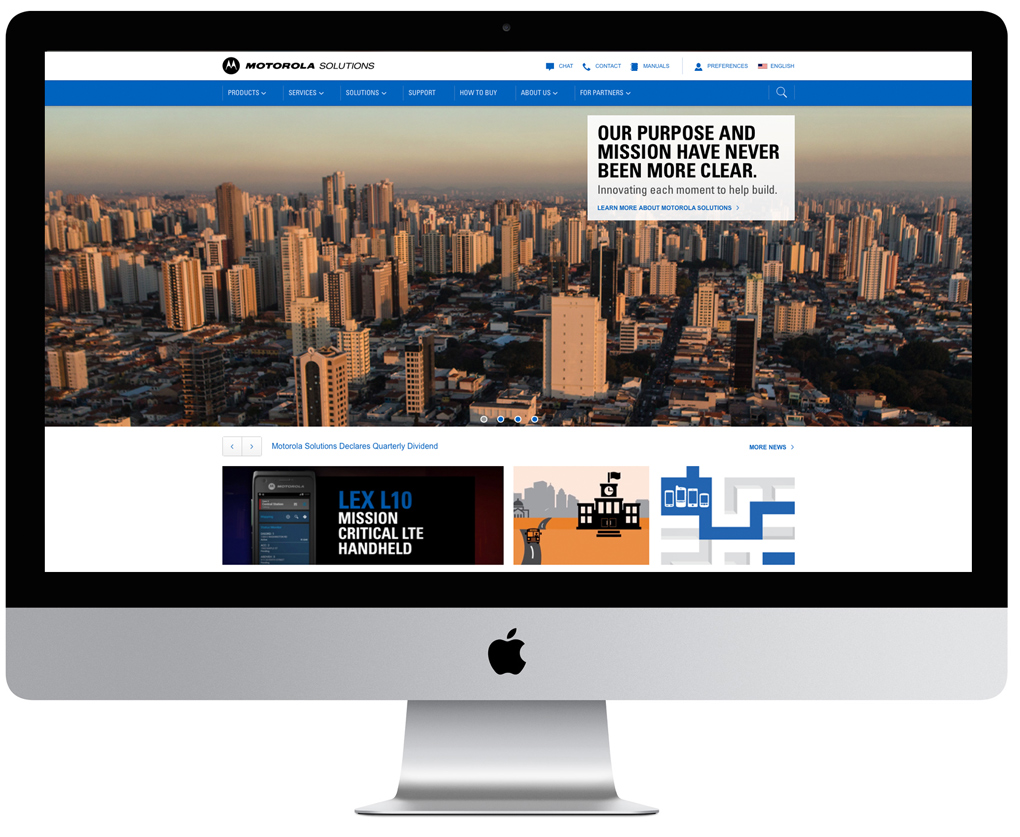 MOTOROLA SOLUTIONS
CHAT
CONTACT
MANUALS
PREFERENCES
ENGLISH
PRODUCTS
SERVICES
SOLUTIONS
SUPPORT
HOW TO BUY
ABOUT US
FOR PARTNERS
OUR PURPOSE AND
MISSION HAVE NEVER
BEEN MORE CLEAR.
Innovating each moment to help build.
LEARN MORE ABOUT MOTOROLA SOLUTIONS
Motorola Solutions Declares Quarterly Dividend
MORE NEWS
MOTOROLA
LEX L10
MISSION
CRITICAL LTE
HANDHELD